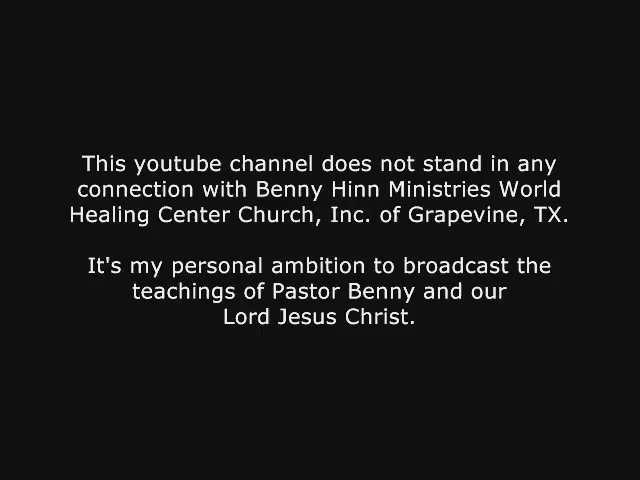 This youtube channel does not stand in any
connection with Benny Hinn Ministries World
Healing Center Church, Inc. of Grapevine, TX.
It's my personal ambition to broadcast the
teachings of Pastor Benny and our
Lord Jesus Christ.